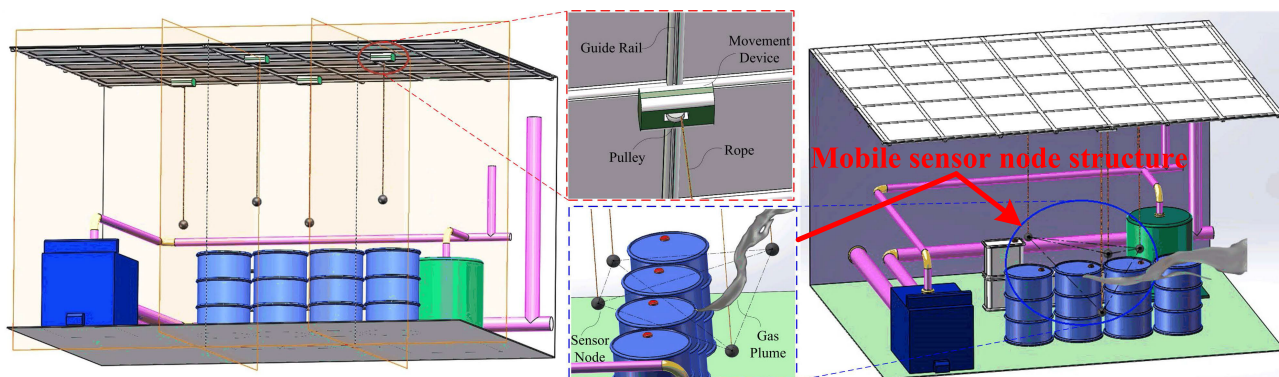 Guide Rail
Movement
Device
Pulley
Rope
Mobile sensor node structure
Sensor
Node
Gas
Plume